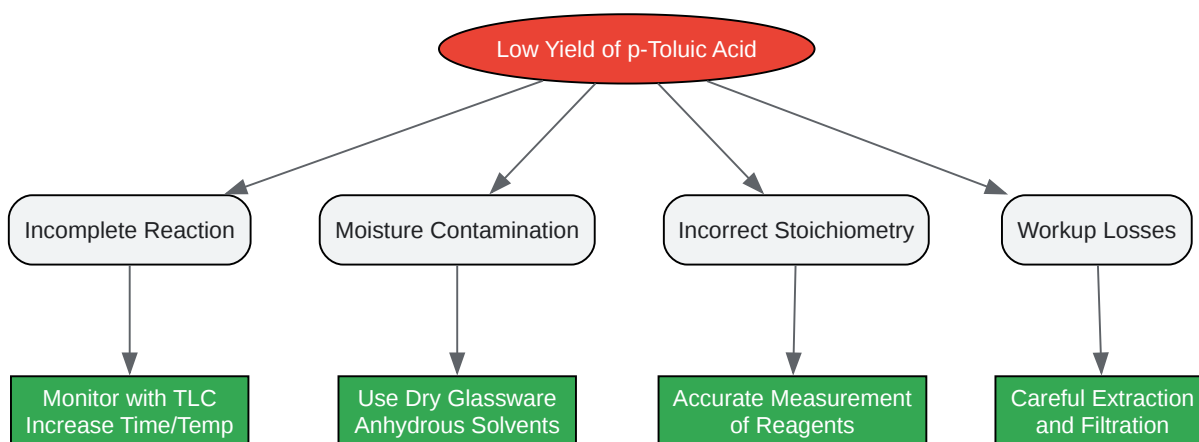 Low Yield of p-Toluic Acid
Incomplete Reaction
Moisture Contamination
Incorrect Stoichiometry
Workup Losses
Monitor with TLC
Increase Time/Temp
Use Dry Glassware
Anhydrous Solvents
Accurate Measurement
of Reagents
Careful Extraction
and Filtration